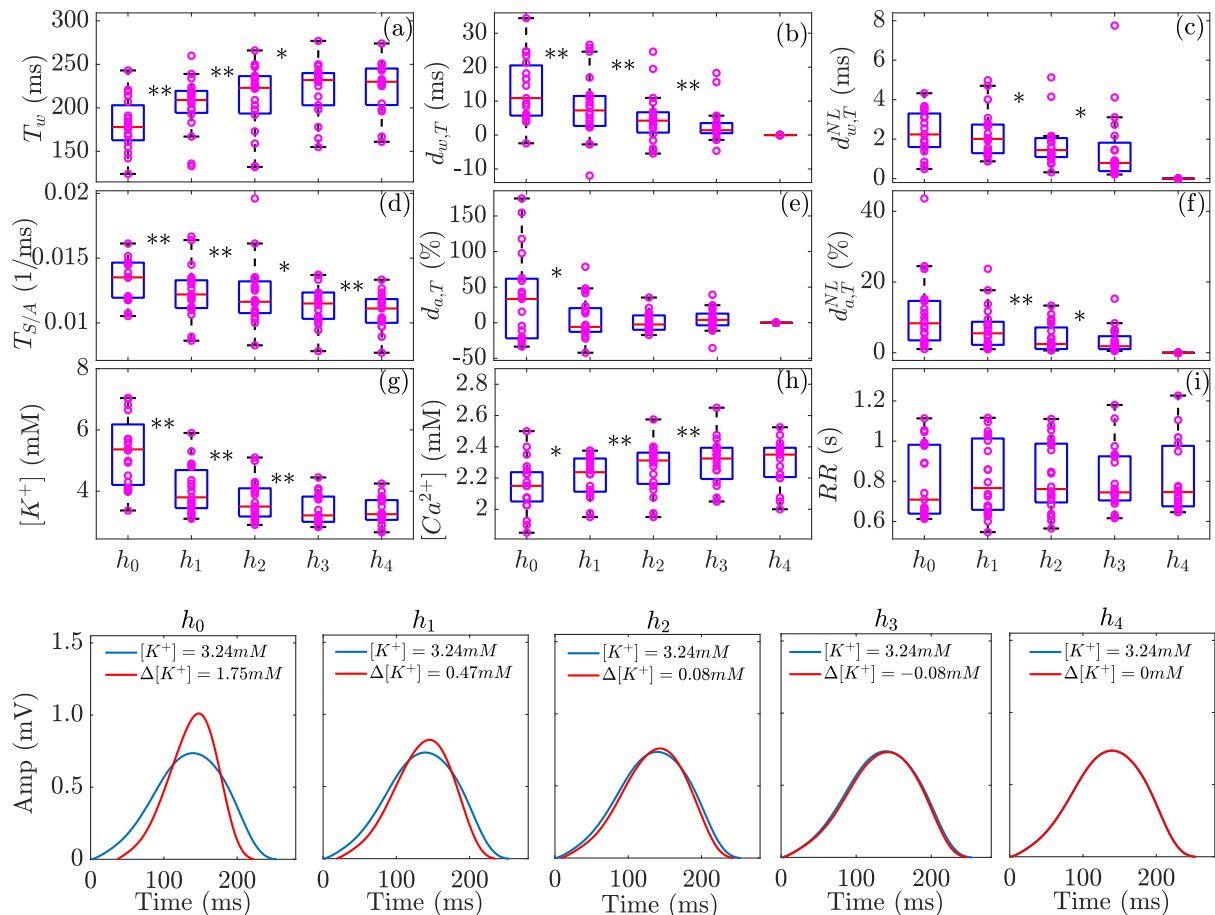 (a) (b) (c)
300 250 200 150
T_w (ms)
** ** *
30 20 10 0 -10
d_{w,T} (ms)
** ** **
8 6 4 2 0
d^{NL}_{w,T} (ms)
* *
(d) (e) (f)
0.02 0.015 0.01
T_{S/A} (1/ms)
** ** * **
150 100 50 0 -50
d_{a,T} (%)
*
40 20 0
d^{NL}_{a,T} (%)
** *
(g) (h) (i)
8 6 4
[K^+] (mM)
** ** **
2.8 2.6 2.4 2.2 2
[Ca^{2+}] (mM)
* ** **
1.2 1 0.8 0.6
RR (s)
h_0 h_1 h_2 h_3 h_4
h_0 h_1 h_2 h_3 h_4
h_0 h_1 h_2 h_3 h_4
h_0 h_1 h_2 h_3 h_4
1.5 1.0 0.5 0
Amp (mV)
[K^+] = 3.24mM
Δ[K^+] = 1.75mM
[K^+] = 3.24mM
Δ[K^+] = 0.47mM
[K^+] = 3.24mM
Δ[K^+] = 0.08mM
[K^+] = 3.24mM
Δ[K^+] = −0.08mM
[K^+] = 3.24mM
Δ[K^+] = 0mM
0 100 200
0 100 200
0 100 200
0 100 200
0 100 200
Time (ms) Time (ms) Time (ms) Time (ms) Time (ms)